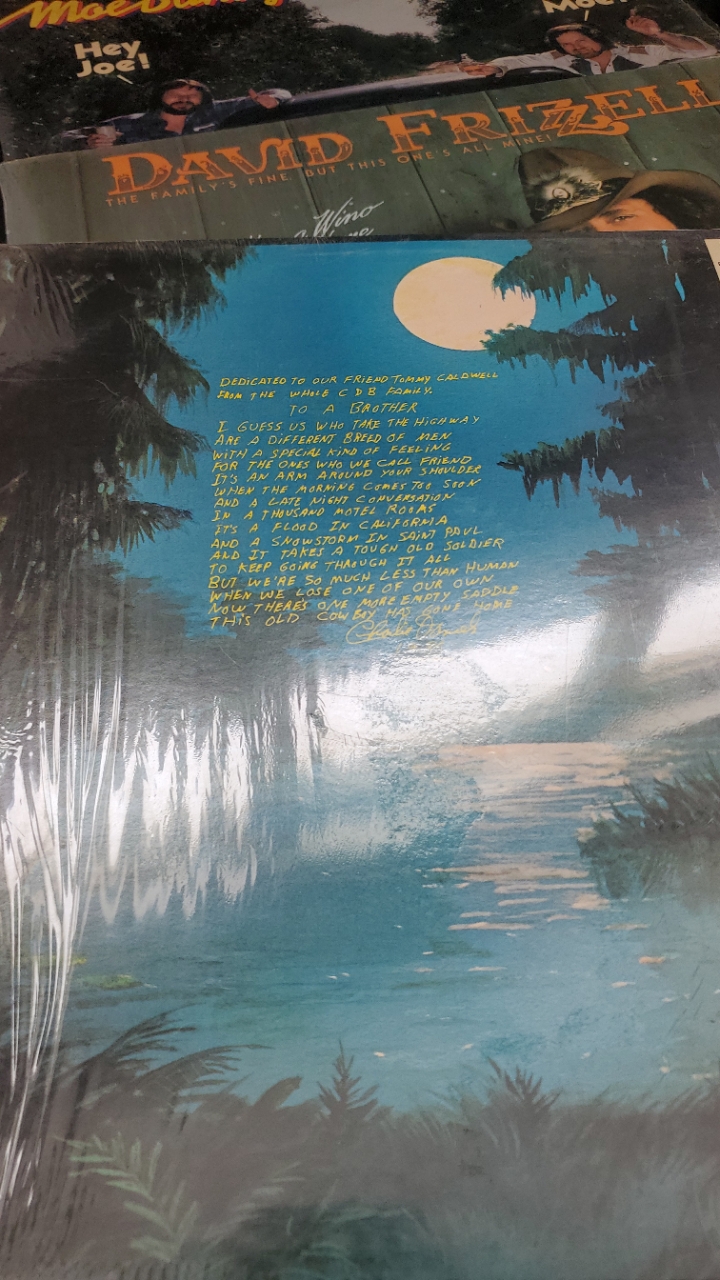 Hey
Joe!
Moe!
DAVID FRIZZELL
THE FAMILY'S FINE, BUT THIS ONE'S ALL MINE!
Wino
DEDICATED TO OUR FRIEND TOMMY CALDWELL
FROM THE WHOLE C D B FAMILY.
TO A BROTHER
I GUESS US WHO TAKE THE HIGHWAY
ARE A DIFFERENT BREED OF MEN
WITH A SPECIAL KIND OF FEELING
FOR THE ONES WHO WE CALL FRIEND
IT'S AN ARM AROUND YOUR SHOULDER
WHEN THE MORNING COMES TOO SOON
AND A LATE NIGHT CONVERSATION
IN A THOUSAND MOTEL ROOMS
IT'S A FLOOD IN CALIFORNIA
AND A SNOWSTORM IN SAINT PAUL
AND IT TAKES A TOUGH OLD SOLDIER
TO KEEP GOING THROUGH IT ALL
BUT WE'RE SO MUCH LESS THAN HUMAN
WHEN WE LOSE ONE OF OUR OWN
NOW THERE'S ONE MORE EMPTY SADDLE
THIS OLD COWBOY HAS GONE HOME
Charlie Daniels